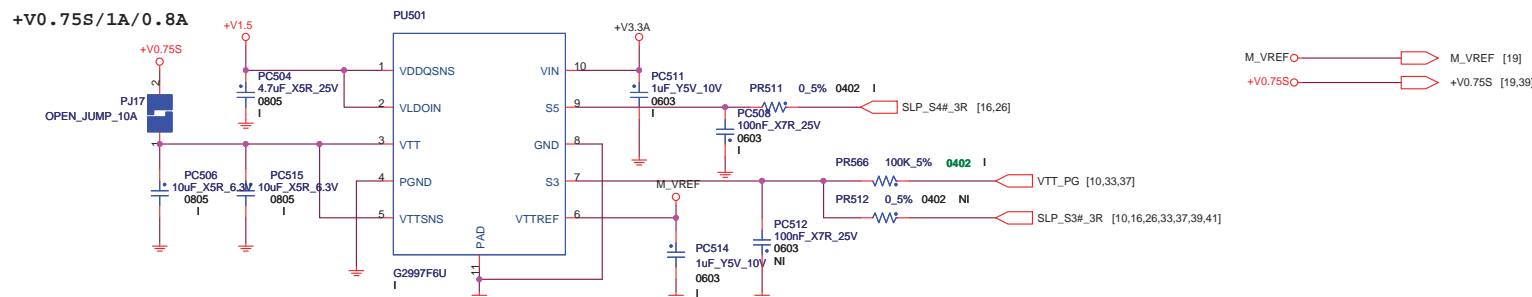 +V0.75S/1A/0.8A
+V1.5
PU501
+V3.3A
+V0.75S
M_VREF
M_VREF [19]
+V0.75S
+V0.75S [19,39]
PC504
4.7uF_X5R_25V
0805
I
2
PJ17
OPEN_JUMP_10A
1
1
VDDQSNS
VIN
10
PC511
1uF_Y5V_10V
0603
I
PR511 0_5% 0402 I
2
VLDOIN
S5
9
SLP_S4#_3R [16,26]
PC508
100nF_X7R_25V
0603
I
3
VTT
GND
8
PC506
10uF_X5R_6.3V
0805
I
PC515
10uF_X5R_6.3V
0805
I
4
PGND
S3
7
PR566 100K_5% 0402 I
VTT_PG [10,33,37]
M_VREF
PR512 0_5% 0402 NI
5
VTTSNS
VTTREF
6
SLP_S3#_3R [10,16,26,33,37,39,41]
PAD
11
PC512
100nF_X7R_25V
0603
NI
PC514
1uF_Y5V_10V
0603
I
G2997F6U
I